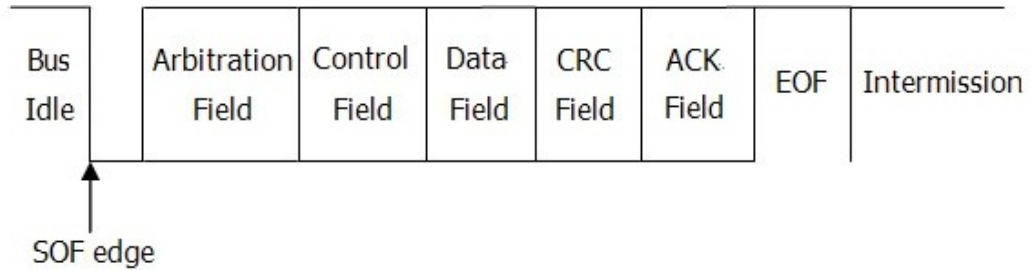 Bus Idle
Arbitration Field
Control Field
Data Field
CRC Field
ACK Field
EOF
Intermission
SOF edge